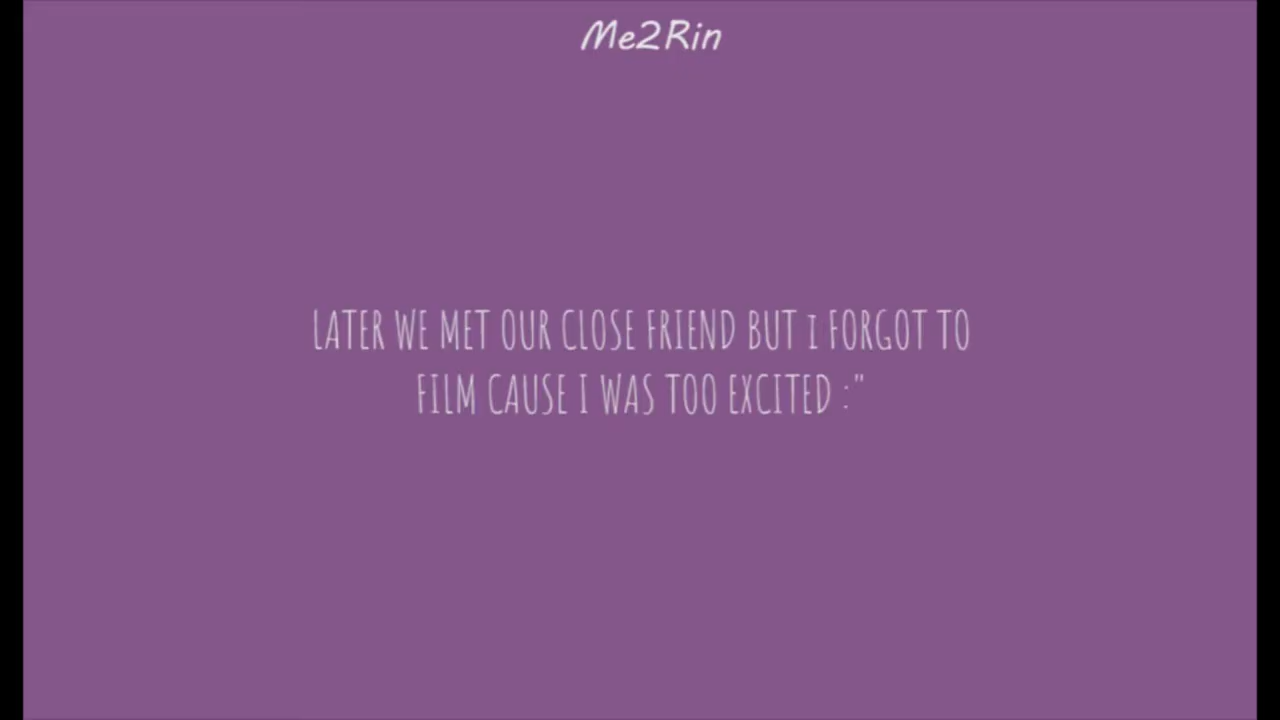 Me2Rin
LATER WE MET OUR CLOSE FRIEND BUT I FORGOT TO
FILM CAUSE I WAS TOO EXCITED :"